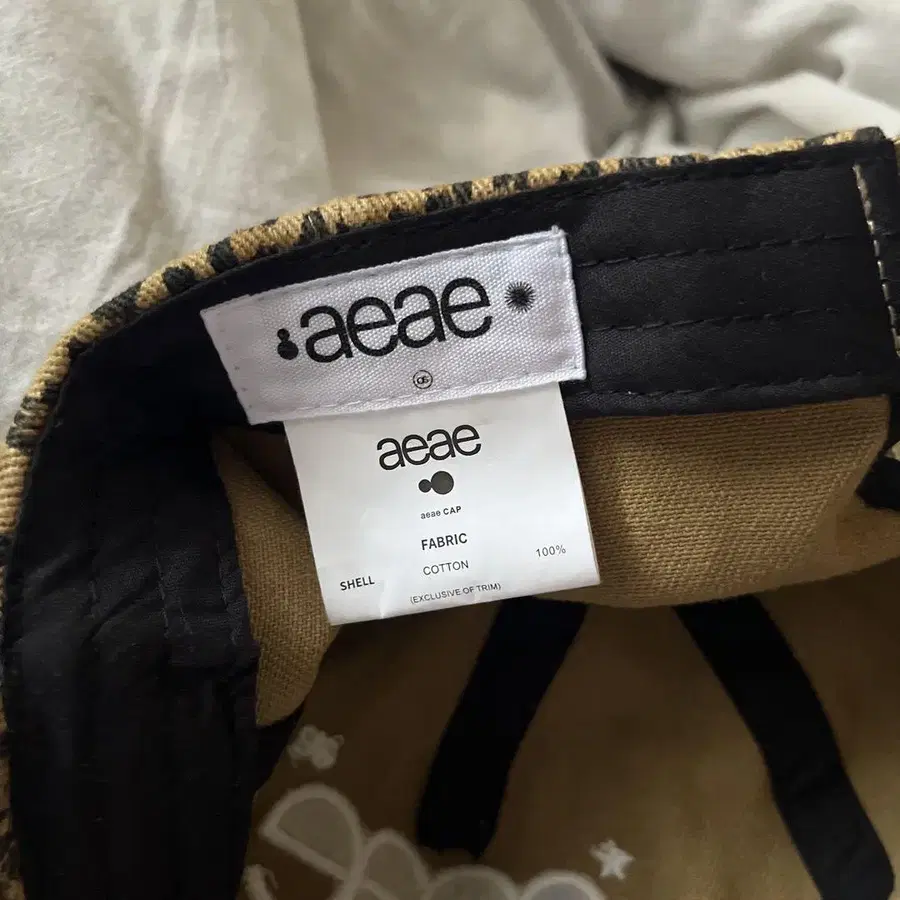 aeae
aeae
aeae CAP
FABRIC
SHELL COTTON 100%
(EXCLUSIVE OF TRIM)